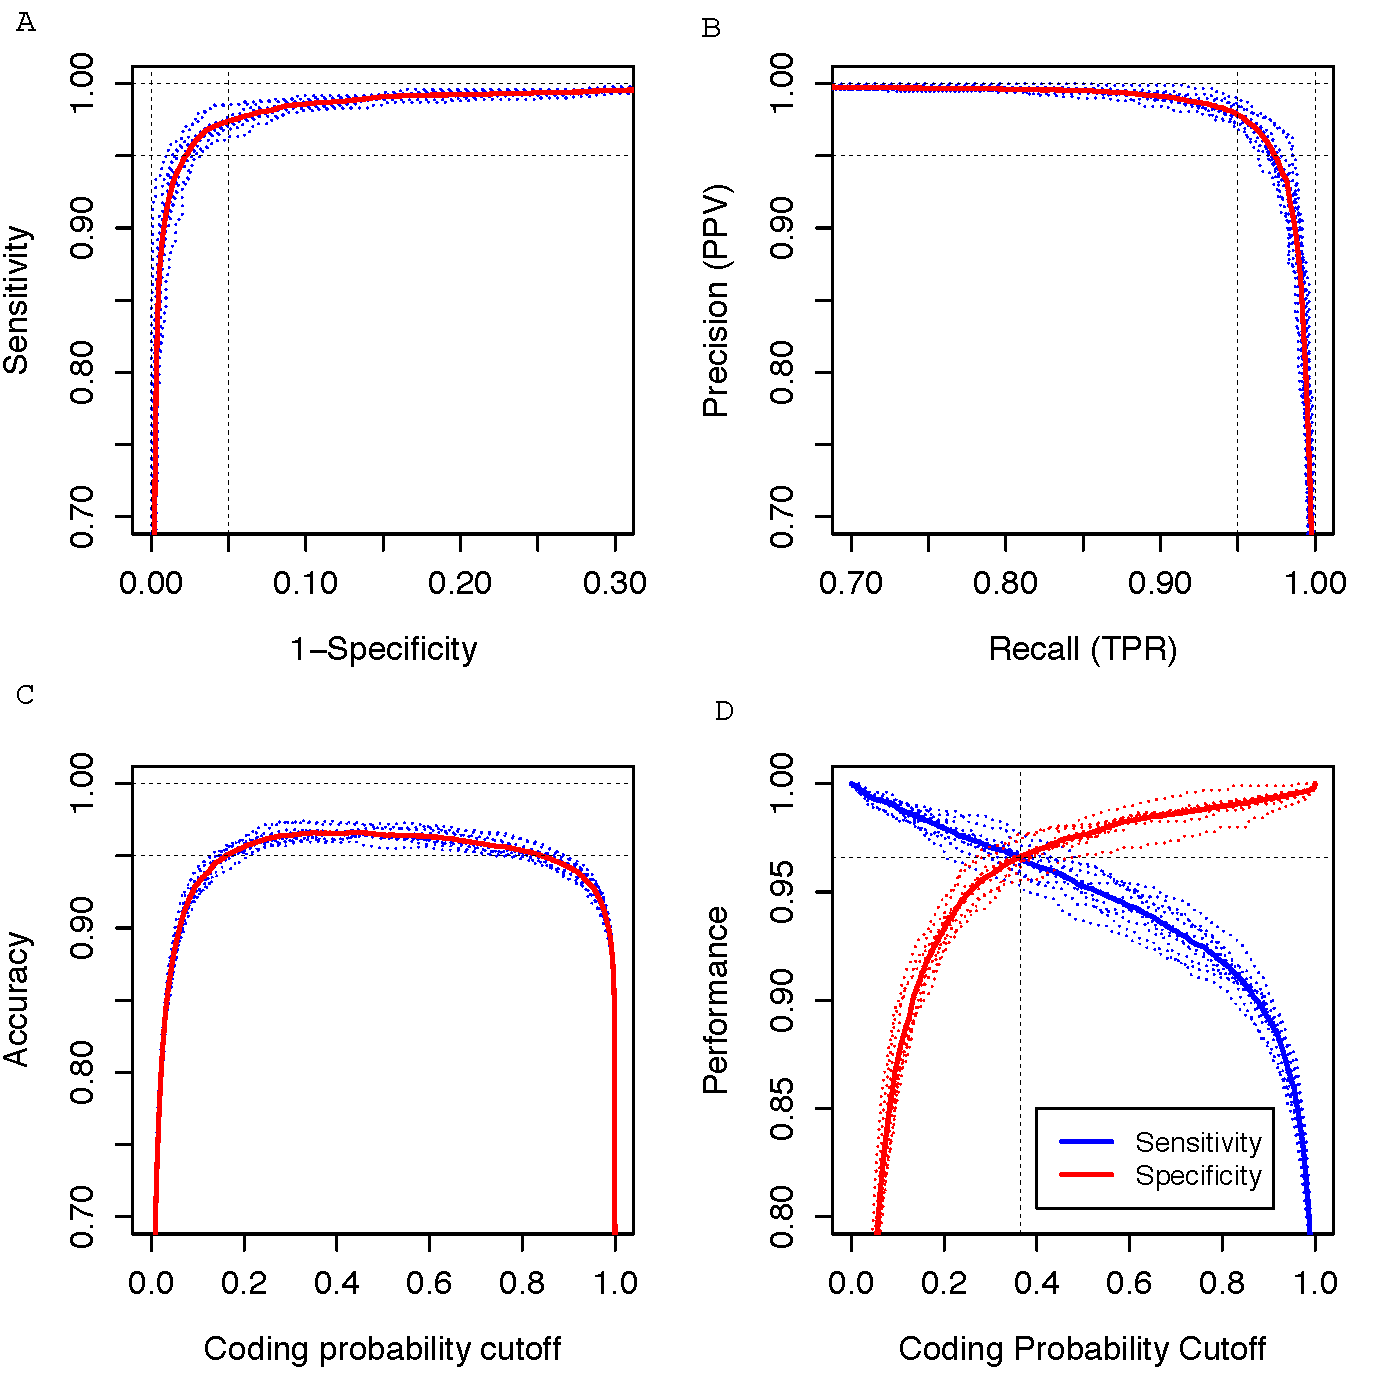 A
1.00
0.90
0.80
0.70
Sensitivity
0.00 0.10 0.20 0.30
1−Specificity
B
1.00
0.90
0.80
0.70
Precision (PPV)
0.70 0.80 0.90 1.00
Recall (TPR)
C
1.00
0.90
0.80
0.70
Accuracy
0.0 0.2 0.4 0.6 0.8 1.0
Coding probability cutoff
D
1.00
0.95
0.90
0.85
0.80
Performance
Sensitivity
Specificity
0.0 0.2 0.4 0.6 0.8 1.0
Coding Probability Cutoff